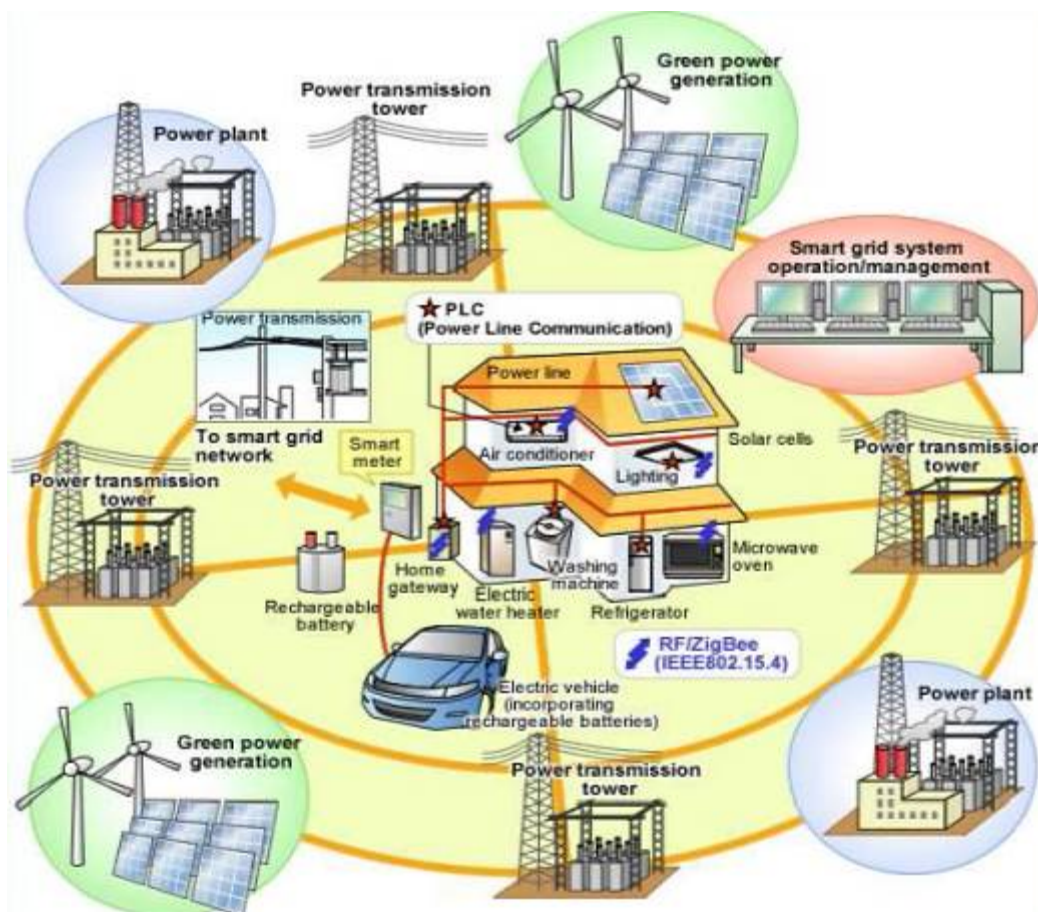 Green power
generation
Power transmission
tower
Power plant
Smart grid system
operation/management
PLC
(Power Line Communication)
Power transmission
Power line
To smart grid
network
Smart
meter
Air conditioner
Solar cells
Lighting
Power transmission
tower
Power transmission
tower
Microwave
oven
Home
gateway
Washing
machine
Electric
water heater
Refrigerator
Rechargeable
battery
RF/ZigBee
(IEEE802.15.4)
Electric vehicle
(incorporating
rechargeable batteries)
Power plant
Green power
generation
Power transmission
tower